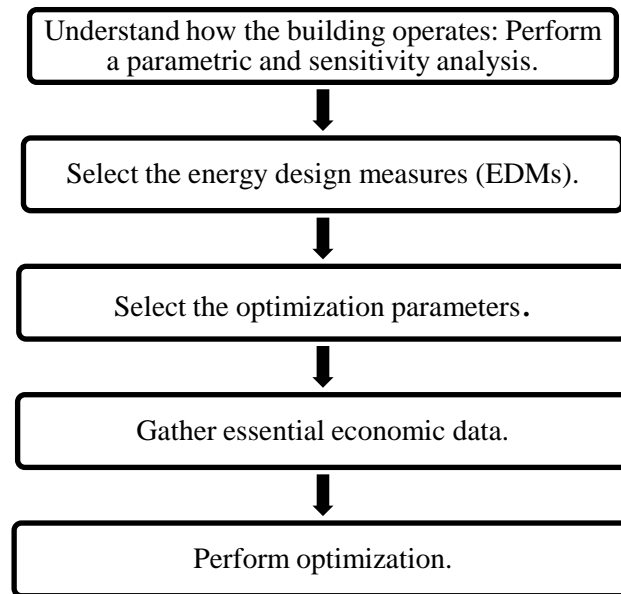 Understand how the building operates: Perform
a parametric and sensitivity analysis.
Select the energy design measures (EDMs).
Select the optimization parameters.
Gather essential economic data.
Perform optimization.